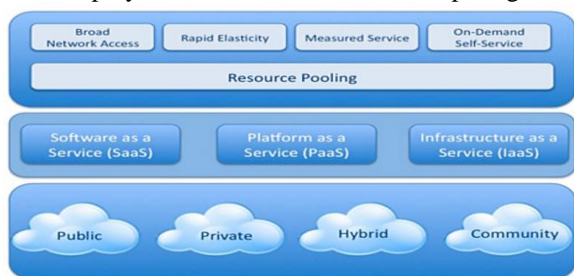 Broad
Network Access
Rapid Elasticity
Measured Service
On-Demand
Self-Service
Resource Pooling
Software as a
Service (SaaS)
Platform as a
Service (PaaS)
Infrastructure as a
Service (IaaS)
Public
Private
Hybrid
Community